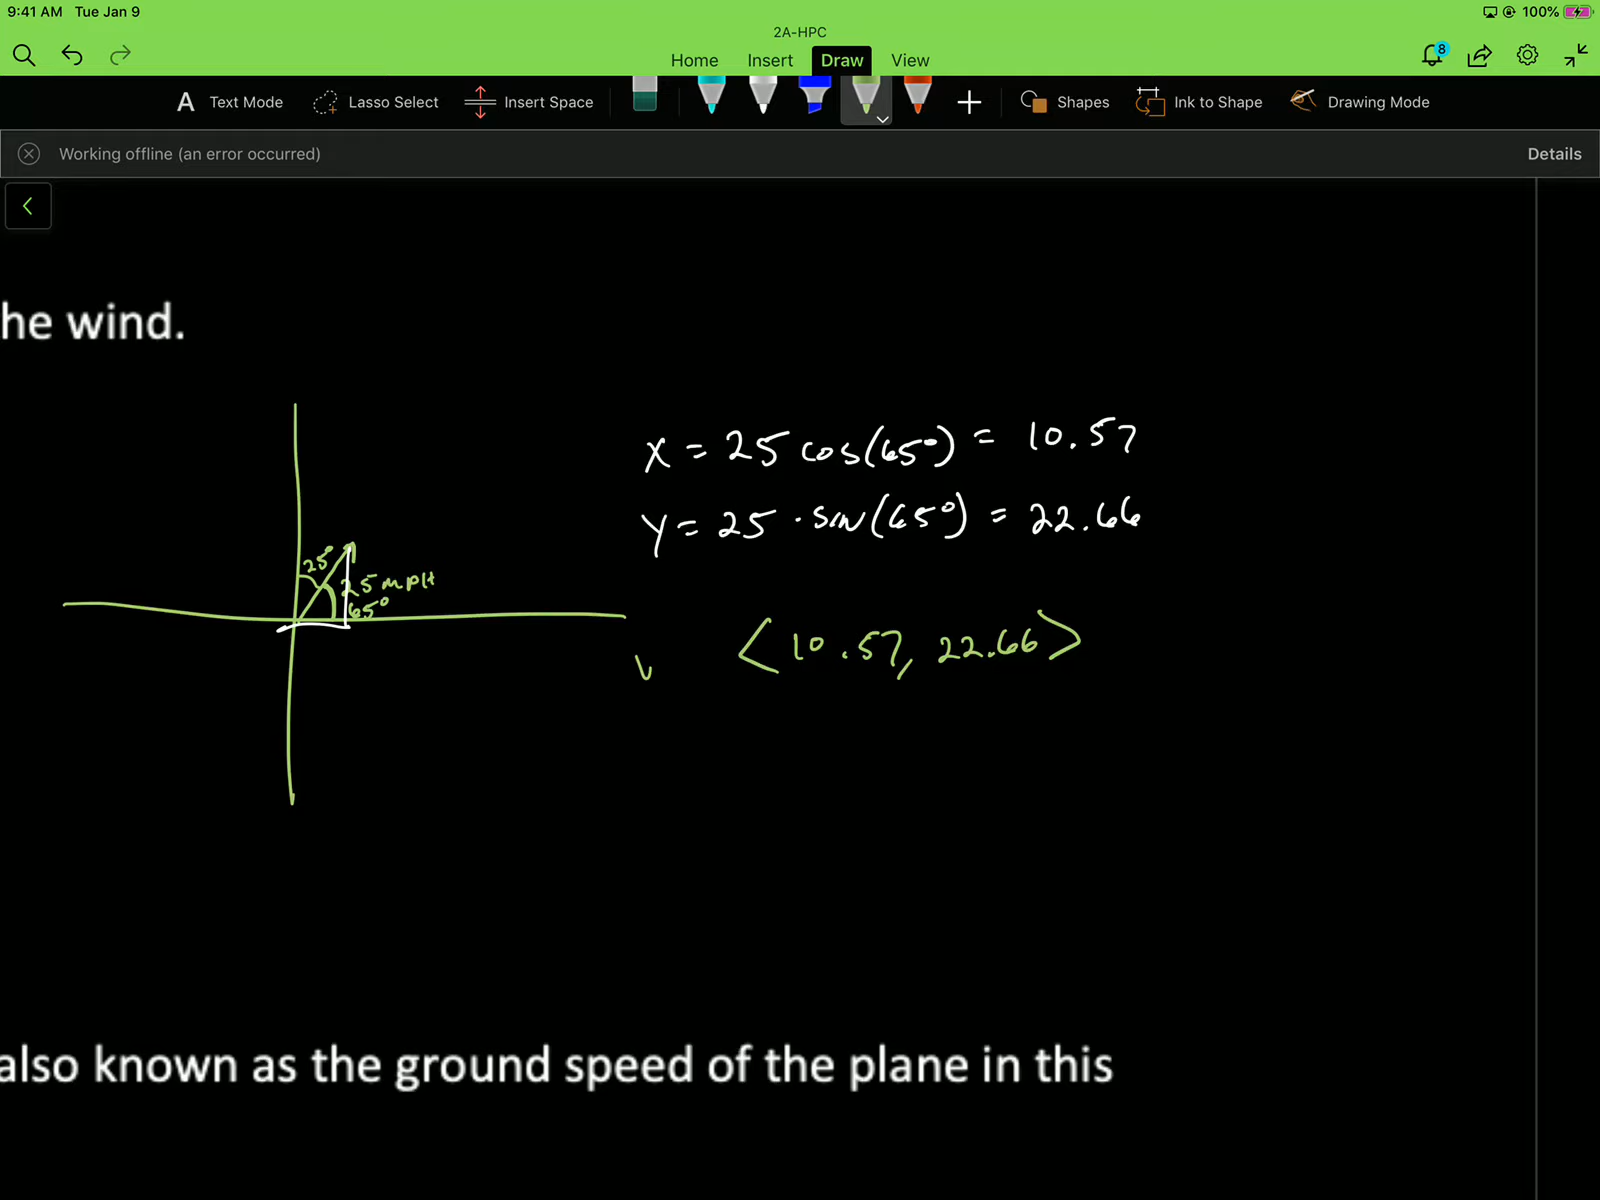 9:41 AM Tue Jan 9
100%
2A-HPC
Home Insert Draw View
8
A Text Mode Lasso Select Insert Space Shapes Ink to Shape Drawing Mode
Working offline (an error occurred) Details
he wind.
x = 25 cos(65°) = 10.57
y = 25 · sin(65°) = 22.66
25°
25 mPH
65°
⟨10.57, 22.66⟩
also known as the ground speed of the plane in this